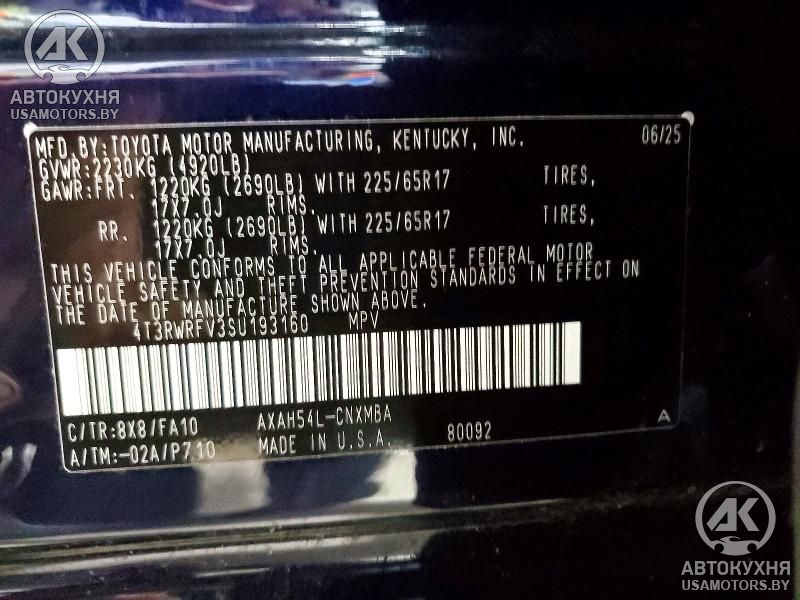 AK
АВТОКУХНЯ
USAMOTORS.BY
MFD.BY:TOYOTA MOTOR MANUFACTURING, KENTUCKY, INC. 06/25
GVWR:2230KG (4920LB)
GAWR:FRT. 1220KG (2690LB) WITH 225/65R17 TIRES,
17X7.0J RIMS,
RR. 1220KG (2690LB) WITH 225/65R17 TIRES,
17X7.0J RIMS.
THIS VEHICLE CONFORMS TO ALL APPLICABLE FEDERAL MOTOR
VEHICLE SAFETY AND THEFT PREVENTION STANDARDS IN EFFECT ON
THE DATE OF MANUFACTURE SHOWN ABOVE.
4T3RWRFV3SU193160 MPV
C/TR:8X8/FA10 AXAH54L-CNXMBA A
A/TM:-02A/P710 MADE IN U.S.A. 80092
AK
АВТОКУХНЯ
USAMOTORS.BY